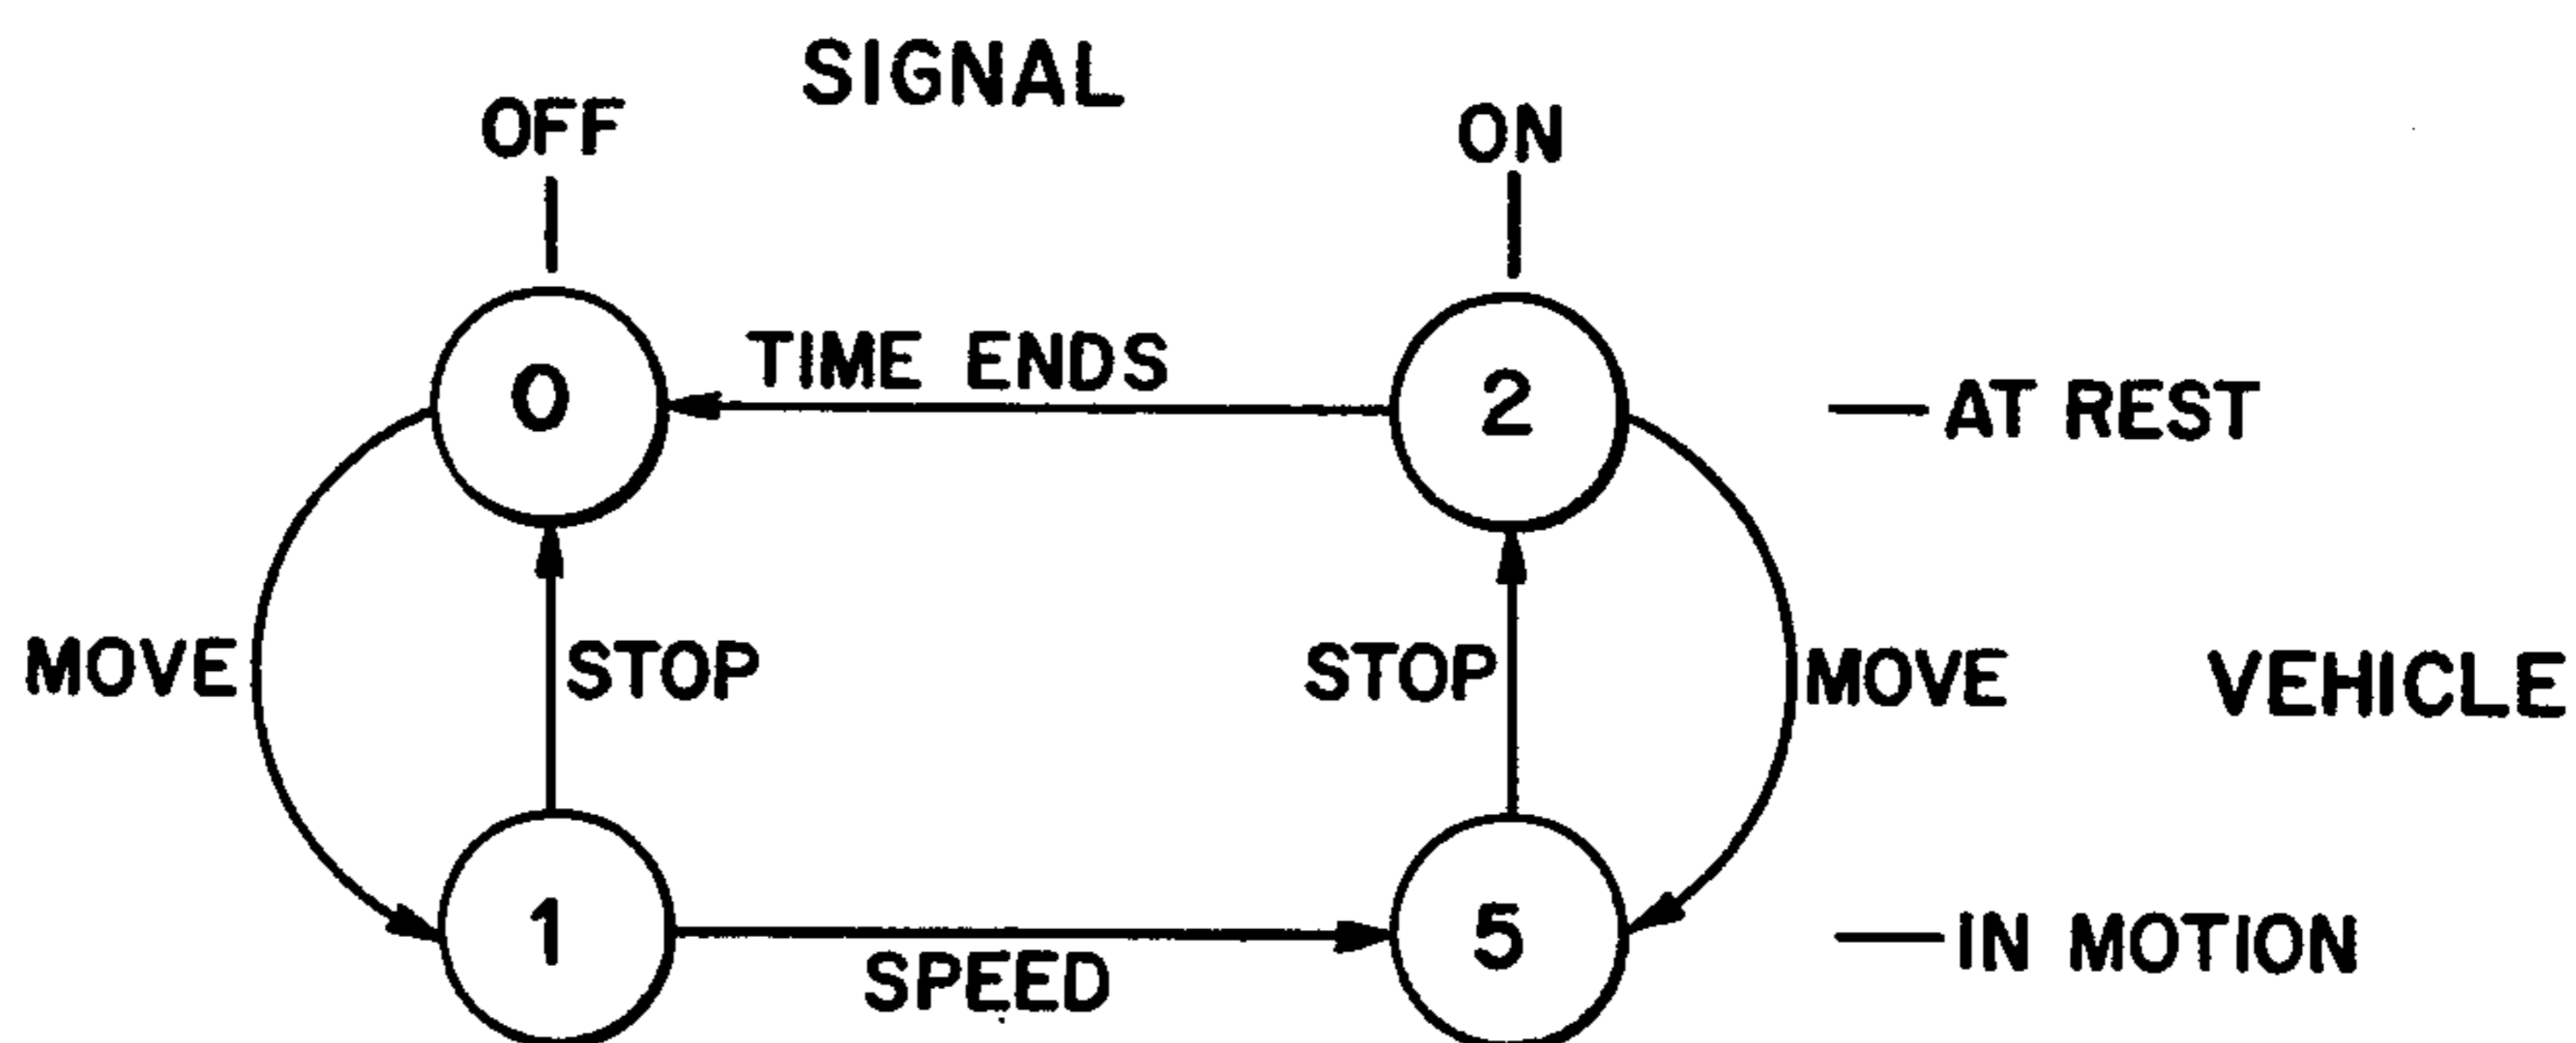 SIGNAL
OFF
ON
0
TIME ENDS
2
AT REST
MOVE
STOP
STOP
MOVE
VEHICLE
1
SPEED
5
IN MOTION